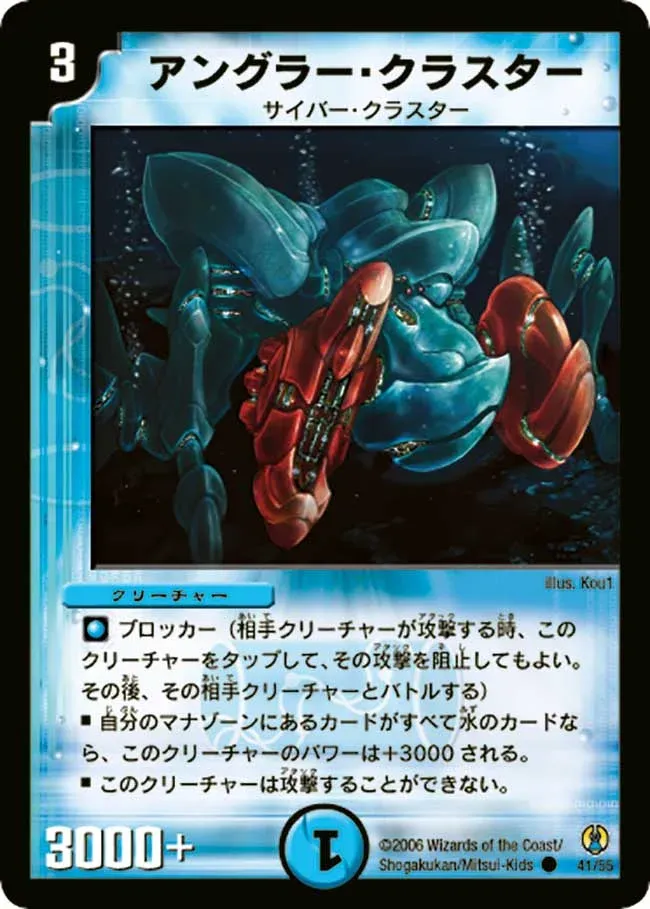 3
アングラー・クラスター
サイバー・クラスター
illus. Kou1
クリーチャー
ブロッカー（相手クリーチャーが攻撃する時、この
クリーチャーをタップして、その攻撃を阻止してもよい。
その後、その相手クリーチャーとバトルする）
■ 自分のマナゾーンにあるカードがすべて水のカードな
ら、このクリーチャーのパワーは＋3000 される。
■ このクリーチャーは攻撃することができない。
3000+
1
©2006 Wizards of the Coast/
Shogakukan/Mitsui-Kids
41/55